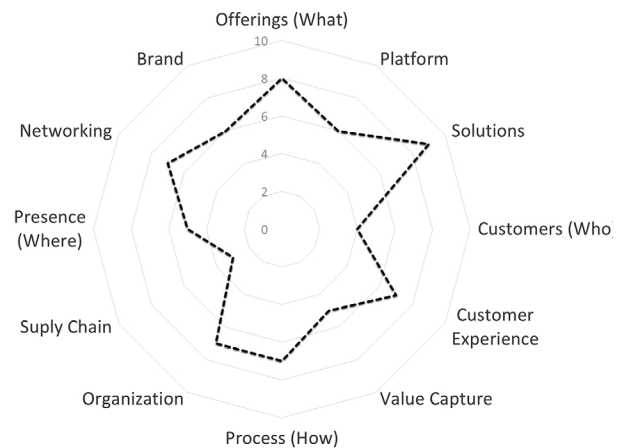 Offerings (What)
10
Brand
Platform
8
Networking
6
Solutions
4
2
Presence
(Where)
0
Customers (Who)
Suply Chain
Customer
Experience
Organization
Value Capture
Process (How)